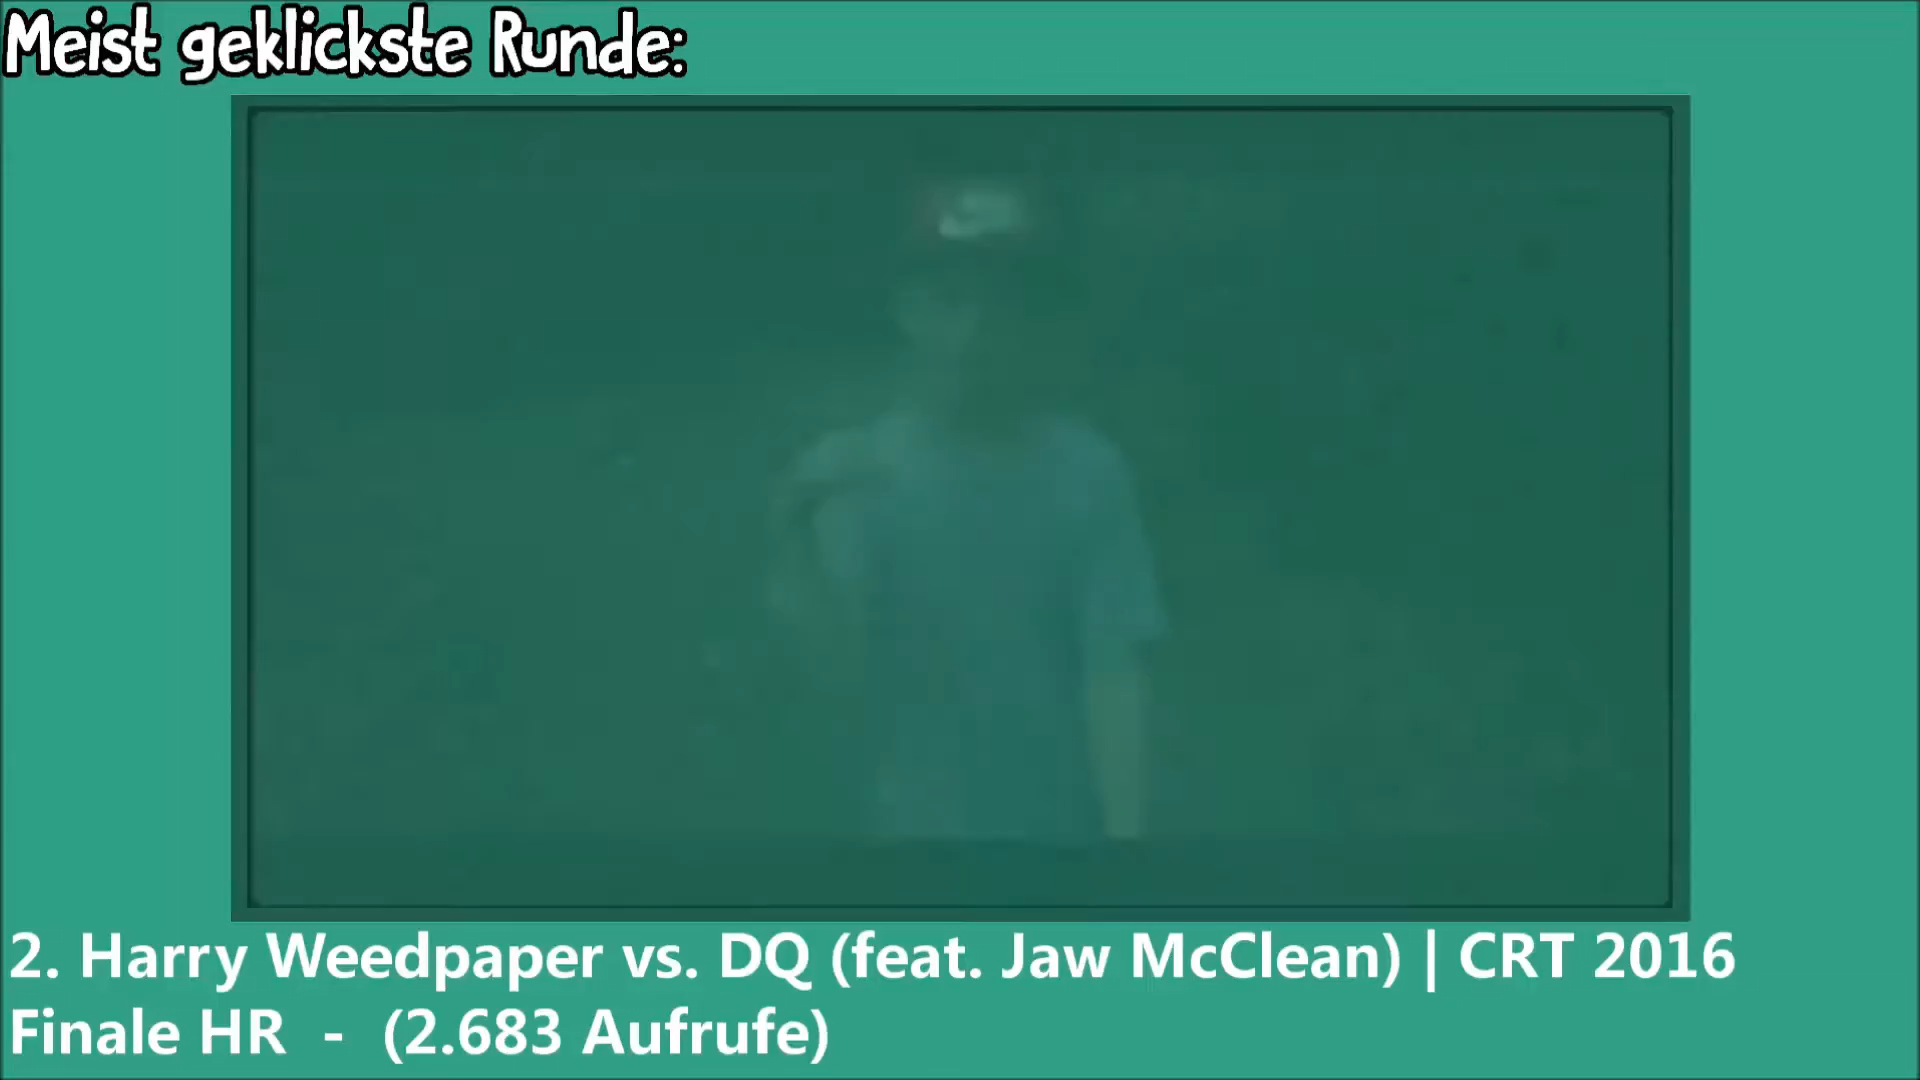 Meist geklickste Runde:
2. Harry Weedpaper vs. DQ (feat. Jaw McClean) | CRT 2016
Finale HR - (2.683 Aufrufe)